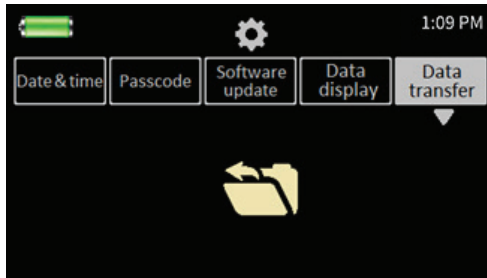 1:09 PM
Date & time
Passcode
Software
update
Data
display
Data
transfer